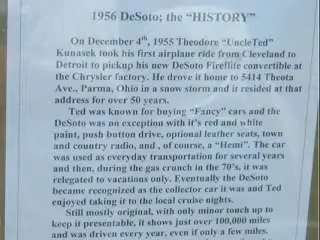 1956 DeSoto; the “HISTORY”
On December 4th, 1955 Theodore “UncleTed”
Kunasek took his first airplane ride from Cleveland to
Detroit to pickup his new DeSoto Fireflite convertible at
the Chrysler factory. He drove it home to 5414 Theota
Ave., Parma, Ohio in a snow storm and it resided at that
address for over 50 years.
Ted was known for buying “Fancy” cars and the
DeSoto was no exception with it’s red and white
paint, push button drive, optional leather seats, town
and country radio, and , of course, a “Hemi”. The car
was used as everyday transportation for several years
and then, during the gas crunch in the 70’s, it was
relegated to vacations only. Eventually the DeSoto
became recognized as the collector car it was and Ted
enjoyed taking it to the local cruise nights.
Still mostly original, with only minor touch up to
keep it presentable, it shows just over 100,000 miles
and was driven every year, even if only a few miles.